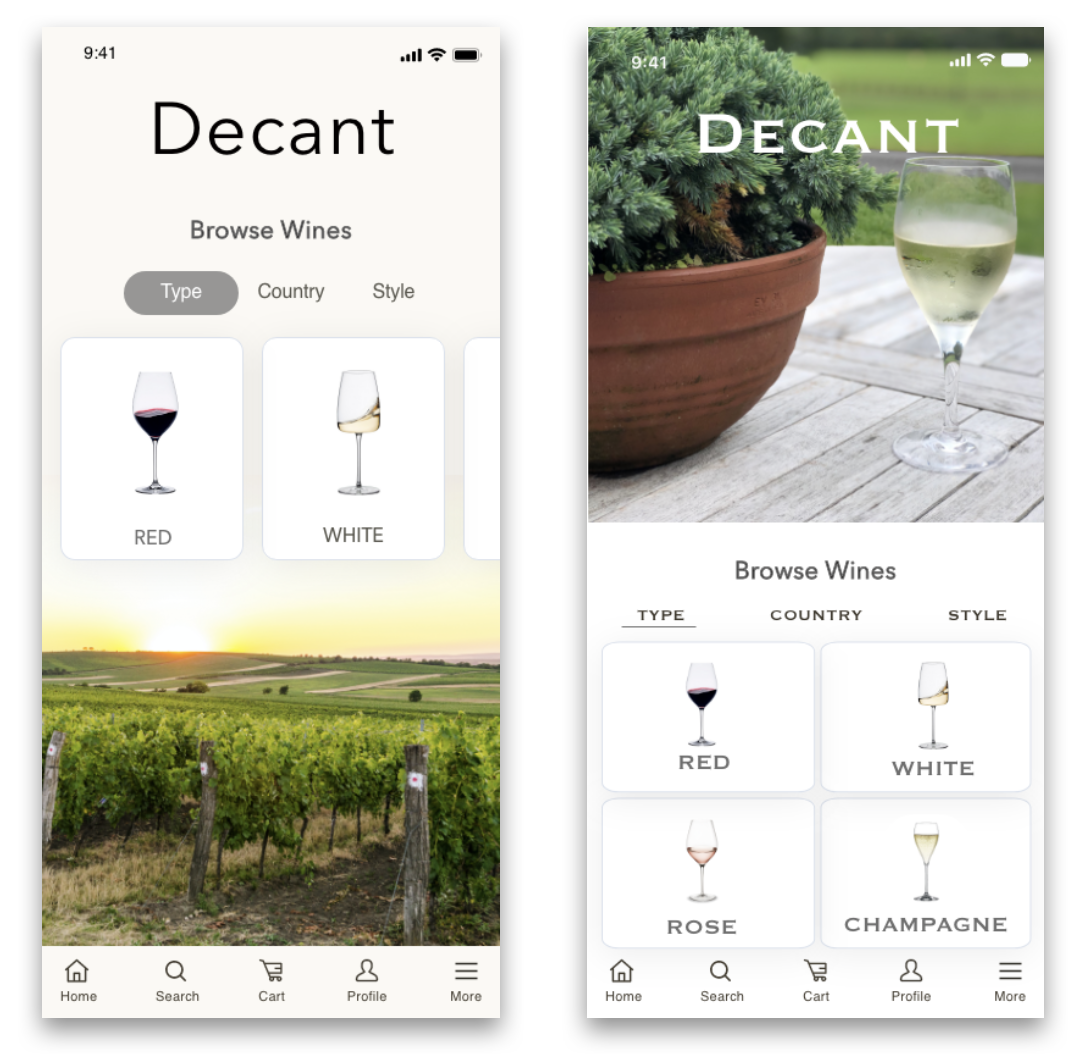 9:41
Decant
Browse Wines
Type Country Style
RED WHITE
Home Search Cart Profile More
9:41
DECANT
Browse Wines
TYPE COUNTRY STYLE
RED WHITE
ROSE CHAMPAGNE
Home Search Cart Profile More